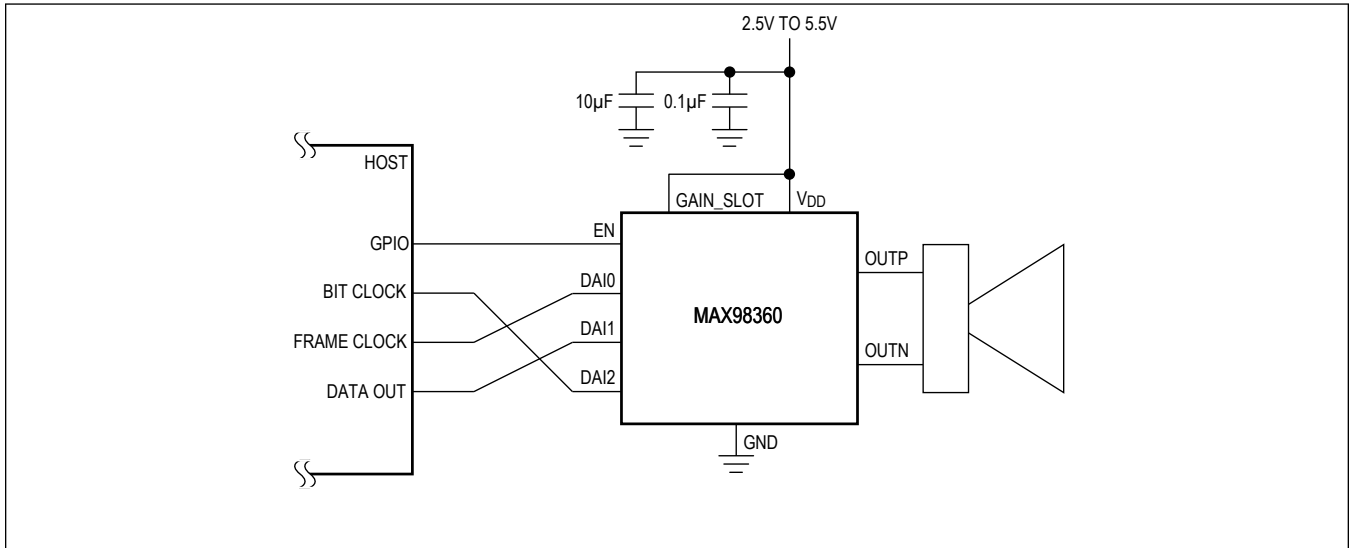 2.5V TO 5.5V
10µF
0.1µF
HOST
GAIN_SLOT
VDD
GPIO
EN
OUTP
BIT CLOCK
DAI0
MAX98360
FRAME CLOCK
DAI1
OUTN
DATA OUT
DAI2
GND